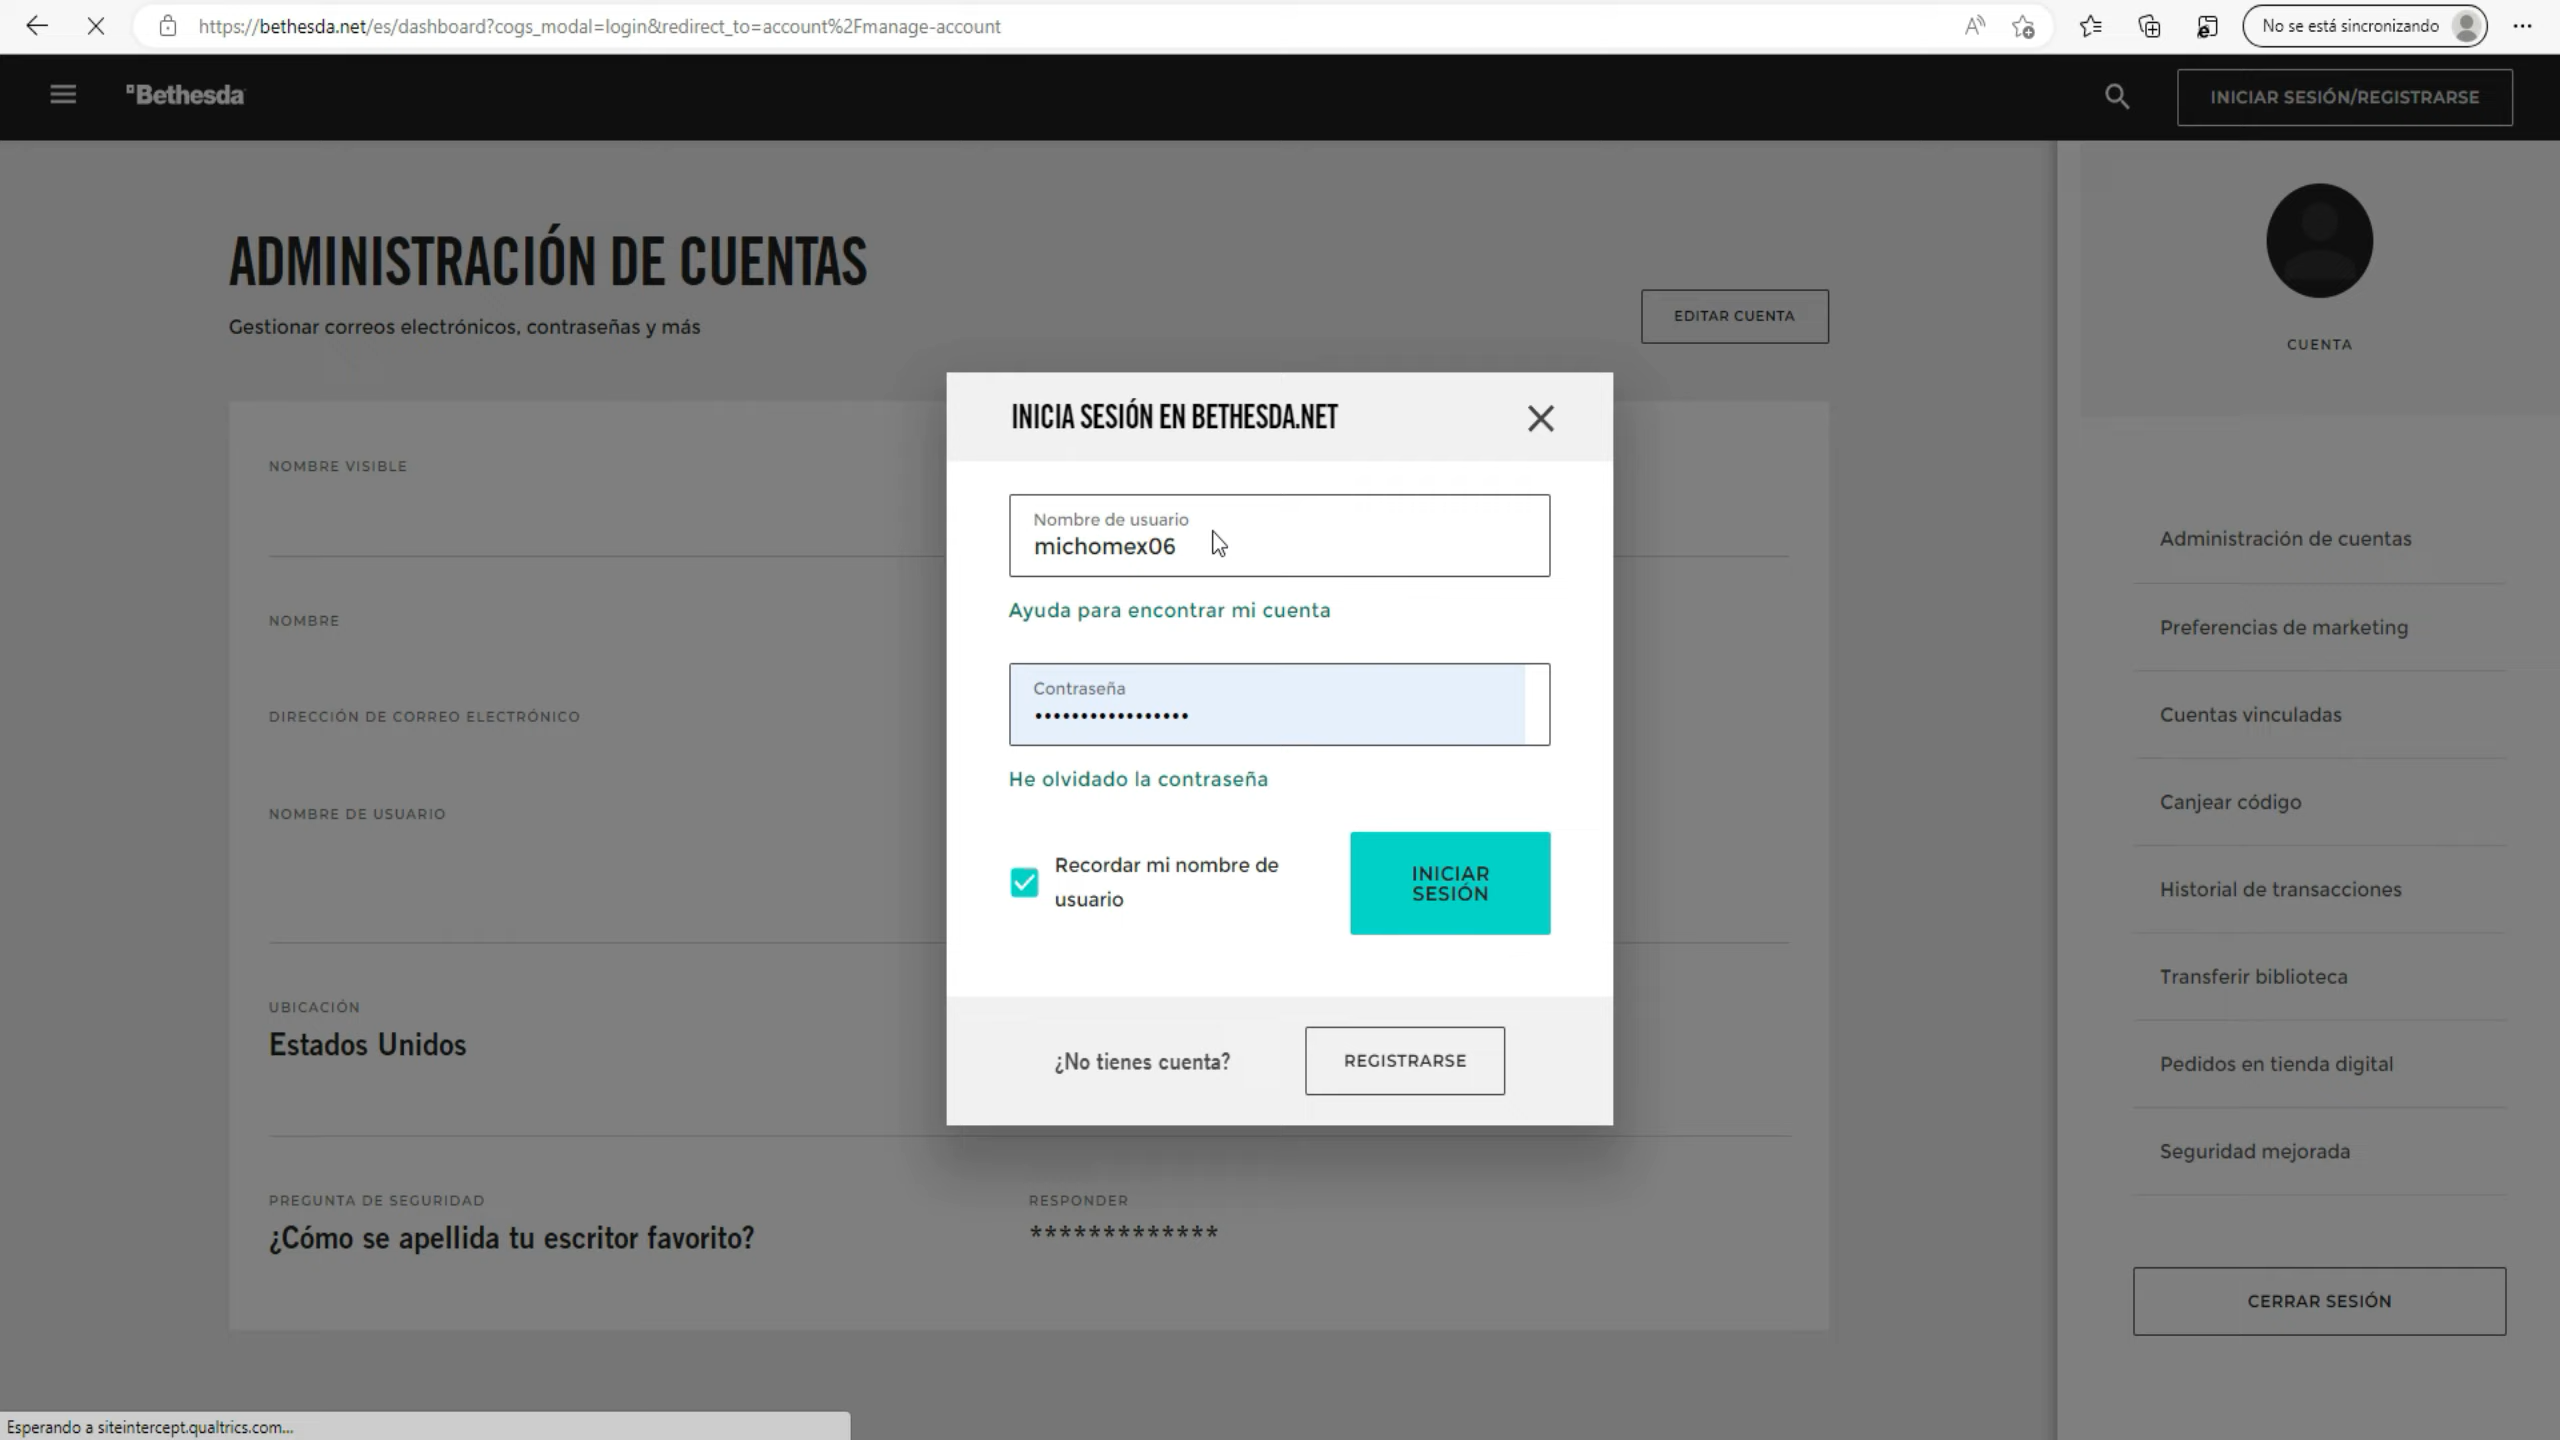 https://bethesda.net/es/dashboard?cogs_modal=login&redirect_to=account%2Fmanage-account
No se está sincronizando
Bethesda
INICIAR SESIÓN/REGISTRARSE
ADMINISTRACIÓN DE CUENTAS
Gestionar correos electrónicos, contraseñas y más
EDITAR CUENTA
NOMBRE VISIBLE
NOMBRE
DIRECCIÓN DE CORREO ELECTRÓNICO
NOMBRE DE USUARIO
UBICACIÓN
Estados Unidos
PREGUNTA DE SEGURIDAD
¿Cómo se apellida tu escritor favorito?
RESPONDER
*************
INICIA SESIÓN EN BETHESDA.NET
Nombre de usuario
michomex06
Ayuda para encontrar mi cuenta
Contraseña
•••••••••••••••••
He olvidado la contraseña
Recordar mi nombre de
usuario
INICIAR
SESIÓN
¿No tienes cuenta?
REGISTRARSE
CUENTA
Administración de cuentas
Preferencias de marketing
Cuentas vinculadas
Canjear código
Historial de transacciones
Transferir biblioteca
Pedidos en tienda digital
Seguridad mejorada
CERRAR SESIÓN
Esperando a siteintercept.qualtrics.com...